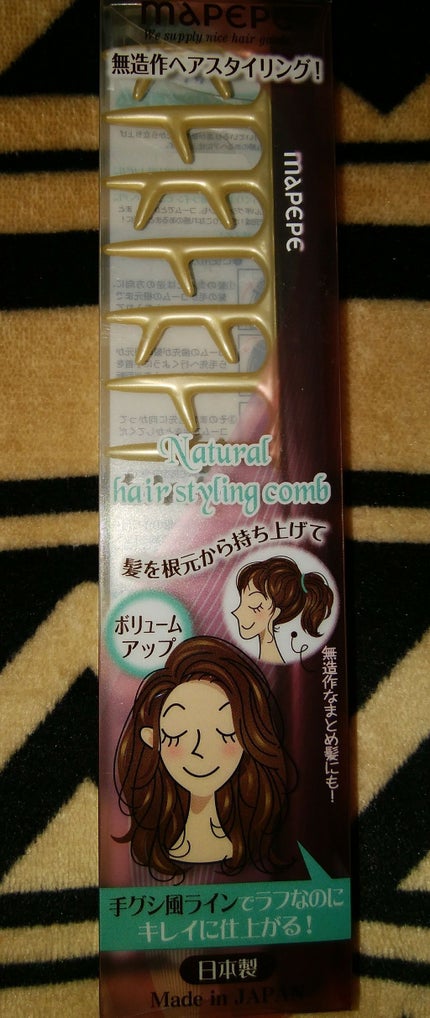 mapepe
We supply nice hair goods
無造作ヘアスタイリング!
mapepe
Natural
hair styling comb
髪を根元から持ち上げて
ボリューム
アップ
無造作なまとめ髪にも!
手グシ風ラインでラフなのに
キレイに仕上がる!
日本製
Made in JAPAN